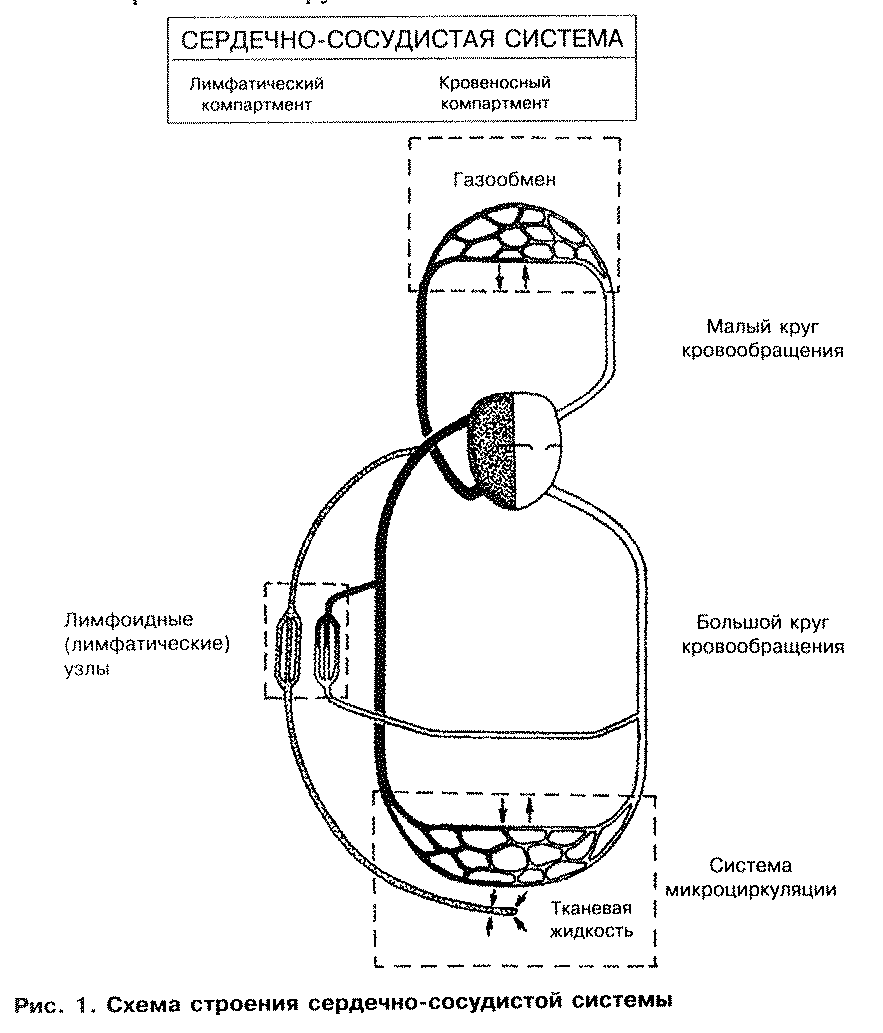 СЕРДЕЧНО-СОСУДИСТАЯ СИСТЕМА
Лимфатический
компартмент
Кровеносный
компартмент
Газообмен
Малый круг
кровообращения
Лимфоидные
(лимфатические)
узлы
Большой круг
кровообращения
Система
микроциркуляции
Тканевая
жидкость
Рис. 1. Схема строения сердечно-сосудистой системы